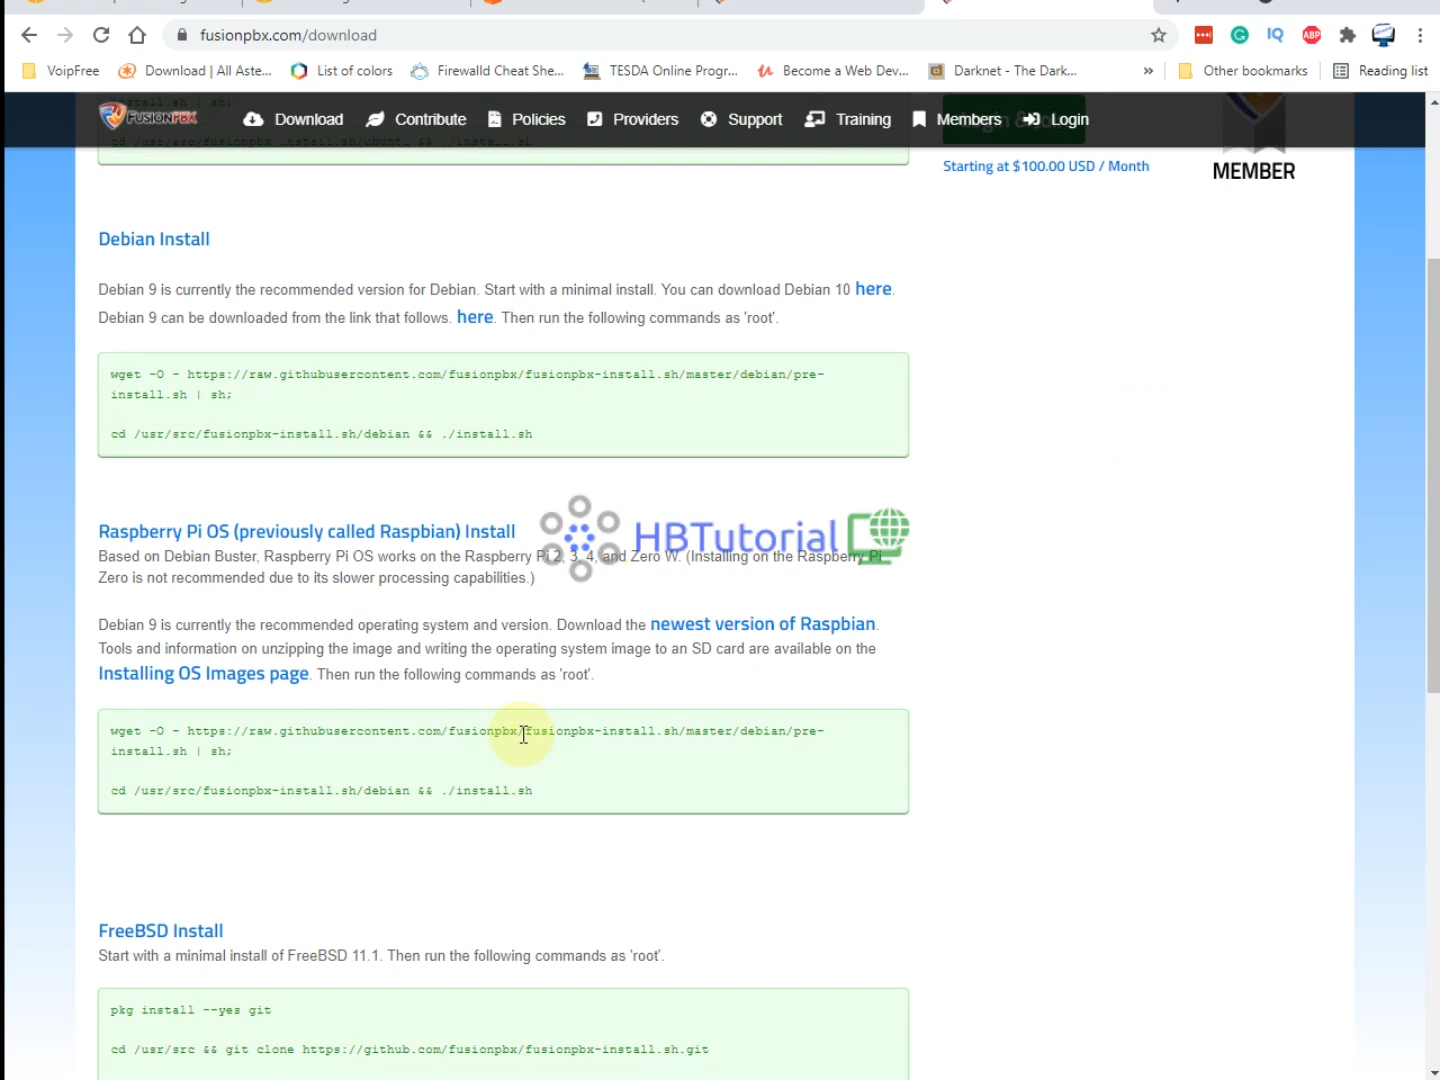 fusionpbx.com/download
VoipFree Download | All Aste... List of colors Firewalld Cheat She... TESDA Online Progr... Become a Web Dev... Darknet - The Dark... » Other bookmarks Reading list
install.sh | sh;
FUSIONPBX Download Contribute Policies Providers Support Training Members Login
Starting at $100.00 USD / Month
MEMBER
Debian Install
Debian 9 is currently the recommended version for Debian. Start with a minimal install. You can download Debian 10 here.
Debian 9 can be downloaded from the link that follows. here. Then run the following commands as 'root'.
wget -O - https://raw.githubusercontent.com/fusionpbx/fusionpbx-install.sh/master/debian/pre-
install.sh | sh;
cd /usr/src/fusionpbx-install.sh/debian && ./install.sh
Raspberry Pi OS (previously called Raspbian) Install
HBTutorial
Based on Debian Buster, Raspberry Pi OS works on the Raspberry Pi 2, 3, 4, and Zero W. (Installing on the Raspberry Pi
Zero is not recommended due to its slower processing capabilities.)
Debian 9 is currently the recommended operating system and version. Download the newest version of Raspbian.
Tools and information on unzipping the image and writing the operating system image to an SD card are available on the
Installing OS Images page. Then run the following commands as 'root'.
wget -O - https://raw.githubusercontent.com/fusionpbx/fusionpbx-install.sh/master/debian/pre-
install.sh | sh;
cd /usr/src/fusionpbx-install.sh/debian && ./install.sh
FreeBSD Install
Start with a minimal install of FreeBSD 11.1. Then run the following commands as 'root'.
pkg install --yes git
cd /usr/src && git clone https://github.com/fusionpbx/fusionpbx-install.sh.git